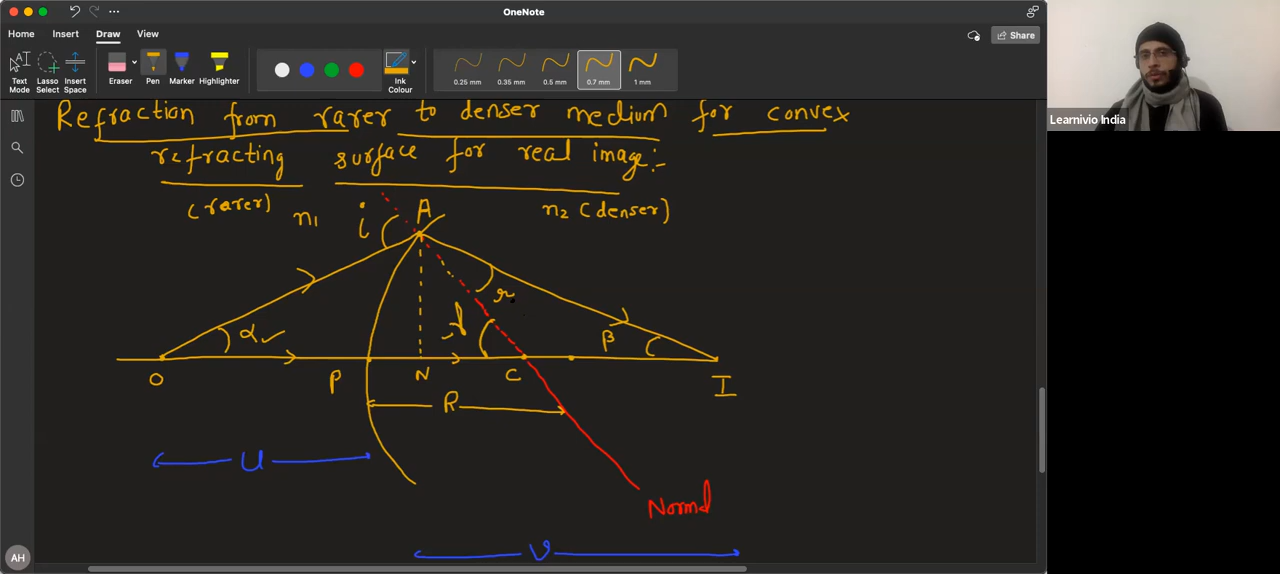 OneNote
Home Insert Draw View
Share
Text Mode
Lasso Select
Insert Space
Eraser
Pen
Marker
Highlighter
Ink Colour
0.25 mm
0.35 mm
0.5 mm
0.7 mm
1 mm
Learnivio India
Refraction from rarer to denser medium for convex
refracting surface for real image:-
(rarer) n1 i A n2 (denser)
r
α γ β
O P N C I
R
u
Normal
v
AH